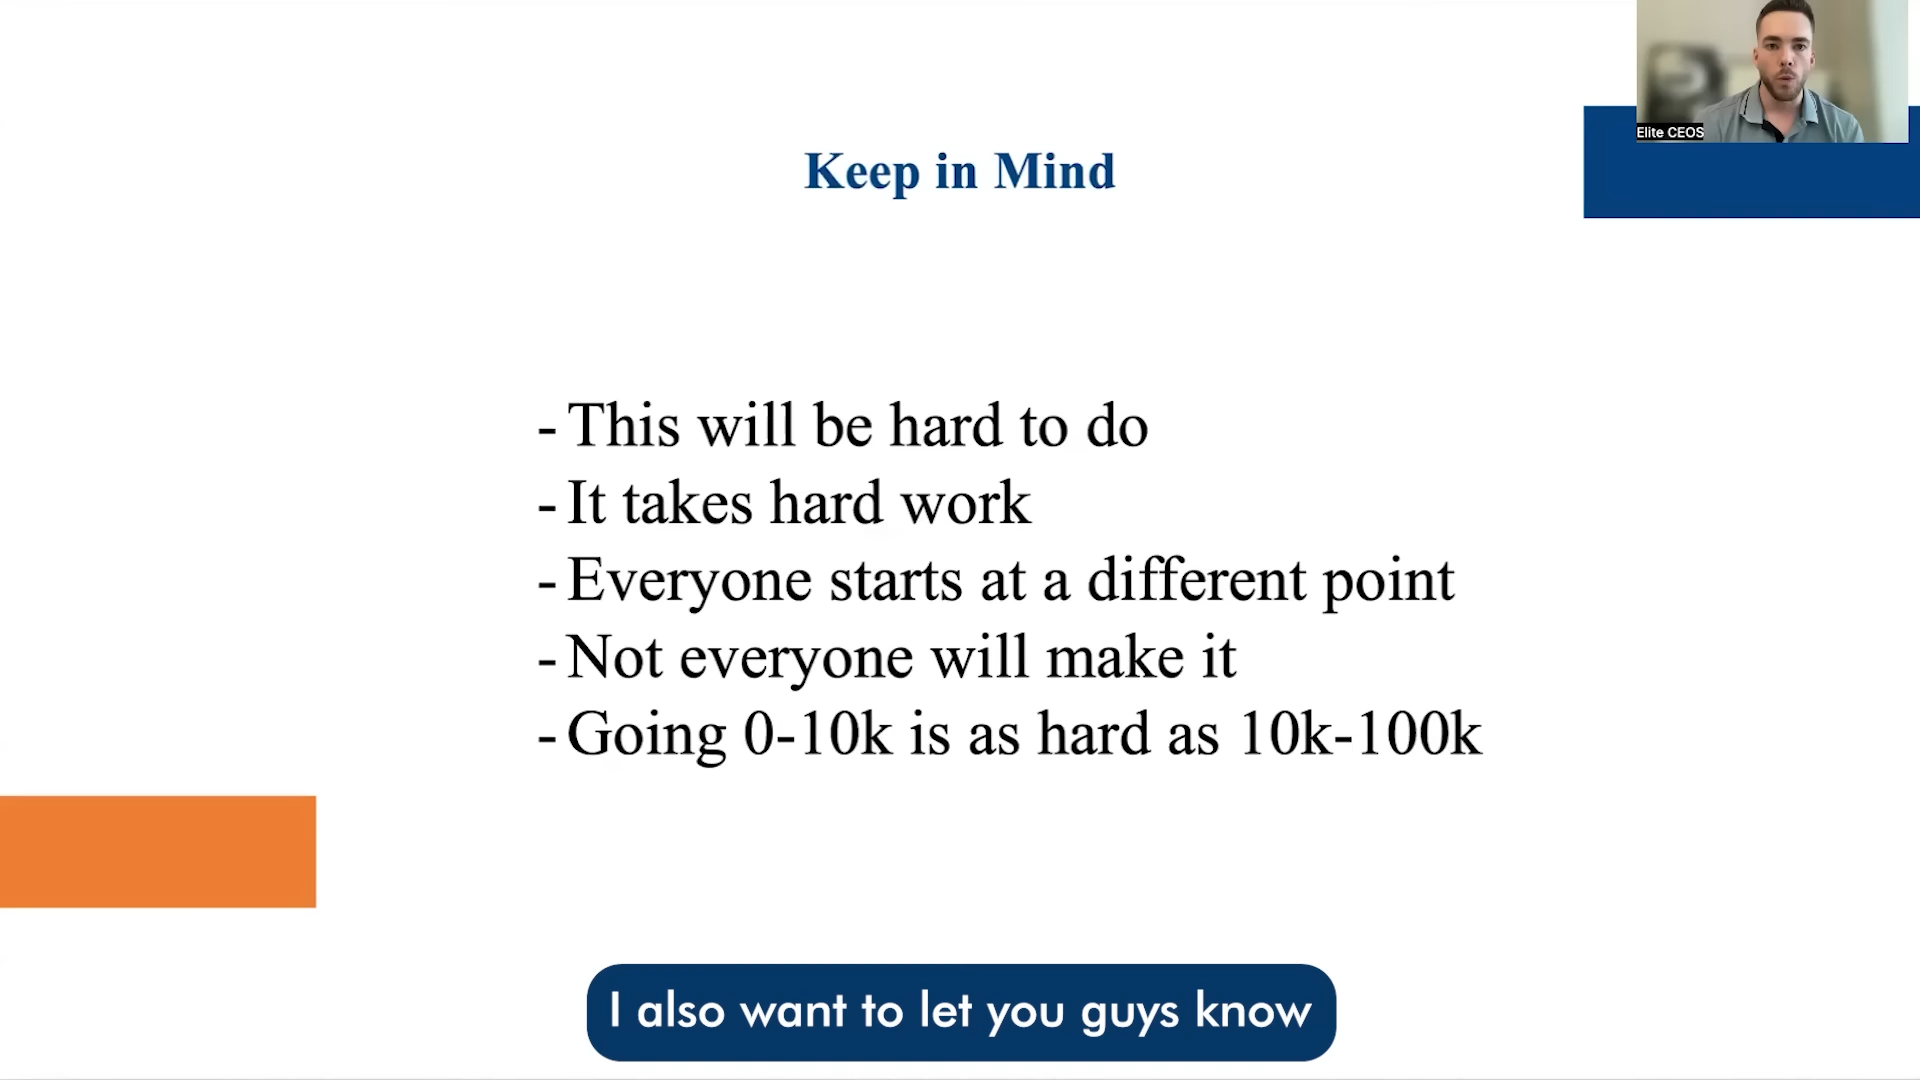 Elite CEOS
Keep in Mind
- This will be hard to do
- It takes hard work
- Everyone starts at a different point
- Not everyone will make it
- Going 0-10k is as hard as 10k-100k
I also want to let you guys know